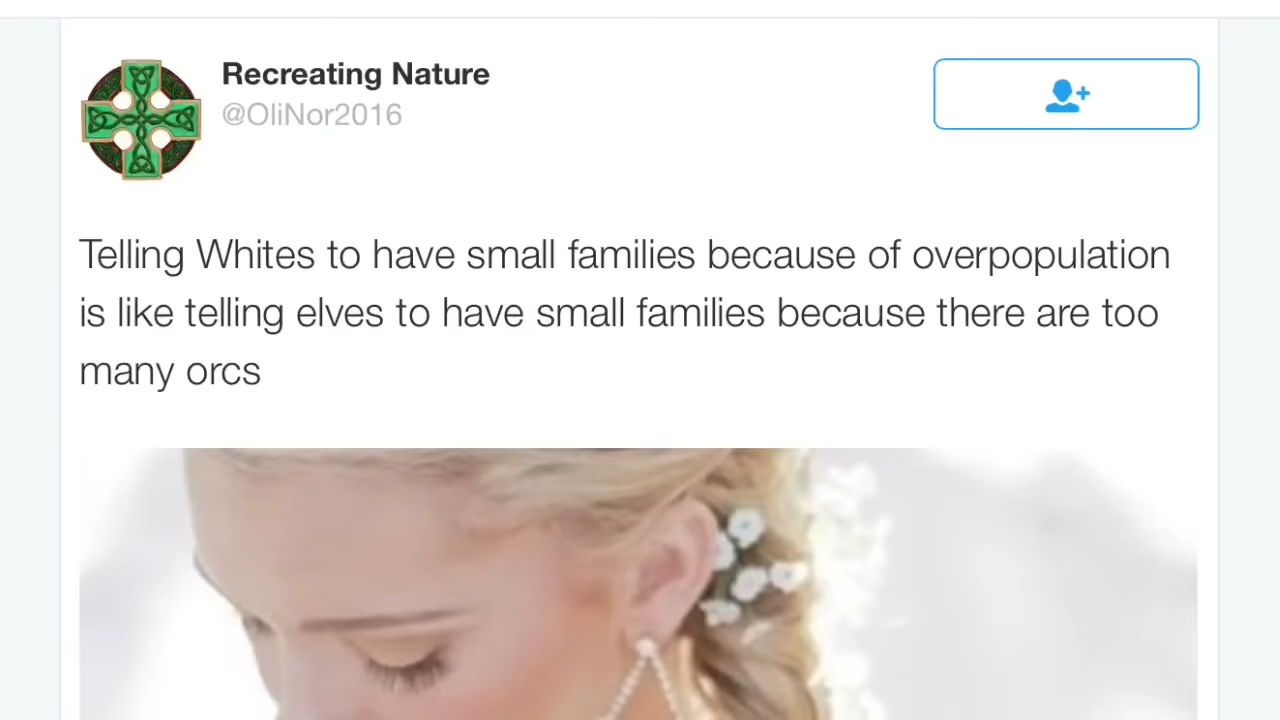 Recreating Nature
@OliNor2016
Telling Whites to have small families because of overpopulation
is like telling elves to have small families because there are too
many orcs